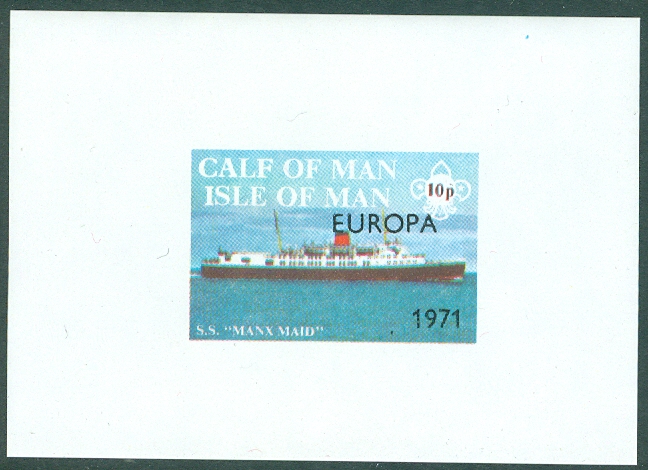 CALF OF MAN
ISLE OF MAN
10p
EUROPA
1971
S.S. "MANX MAID"